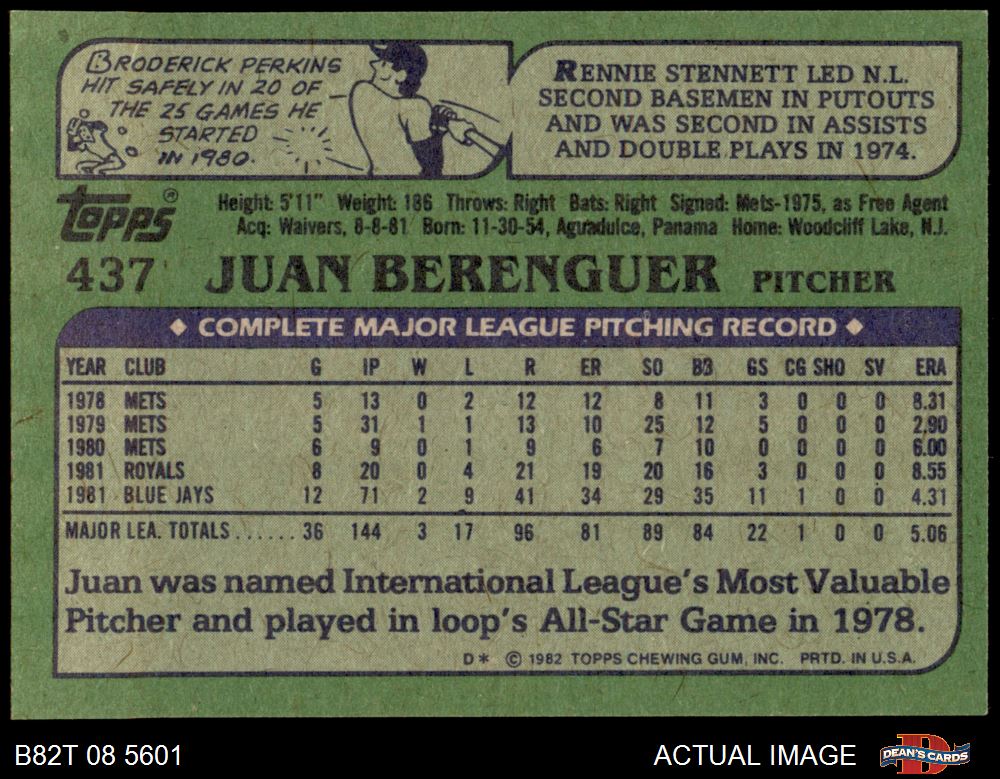 BRODERICK PERKINS
HIT SAFELY IN 20 OF
THE 25 GAMES HE
STARTED
IN 1980.
RENNIE STENNETT LED N.L.
SECOND BASEMEN IN PUTOUTS
AND WAS SECOND IN ASSISTS
AND DOUBLE PLAYS IN 1974.
Topps®
Height: 5'11" Weight: 186 Throws: Right Bats: Right Signed: Mets-1975, as Free Agent
Acq: Waivers, 8-8-81 Born: 11-30-54, Aguadulce, Panama Home: Woodcliff Lake, N.J.
437 JUAN BERENGUER PITCHER
◆ COMPLETE MAJOR LEAGUE PITCHING RECORD ◆
YEAR CLUB G IP W L R ER SO BB GS CG SHO SV ERA
1978 METS 5 13 0 2 12 12 8 11 3 0 0 0 8.31
1979 METS 5 31 1 1 13 10 25 12 5 0 0 0 2.90
1980 METS 6 9 0 1 9 6 7 10 0 0 0 0 6.00
1981 ROYALS 8 20 0 4 21 19 20 16 3 0 0 0 8.55
1981 BLUE JAYS 12 71 2 9 41 34 29 35 11 1 0 0 4.31
MAJOR LEA. TOTALS...... 36 144 3 17 96 81 89 84 22 1 0 0 5.06
Juan was named International League's Most Valuable
Pitcher and played in loop's All-Star Game in 1978.
D* © 1982 TOPPS CHEWING GUM, INC. PRTD. IN U.S.A.
B82T 08 5601
ACTUAL IMAGE
DEAN'S CARDS